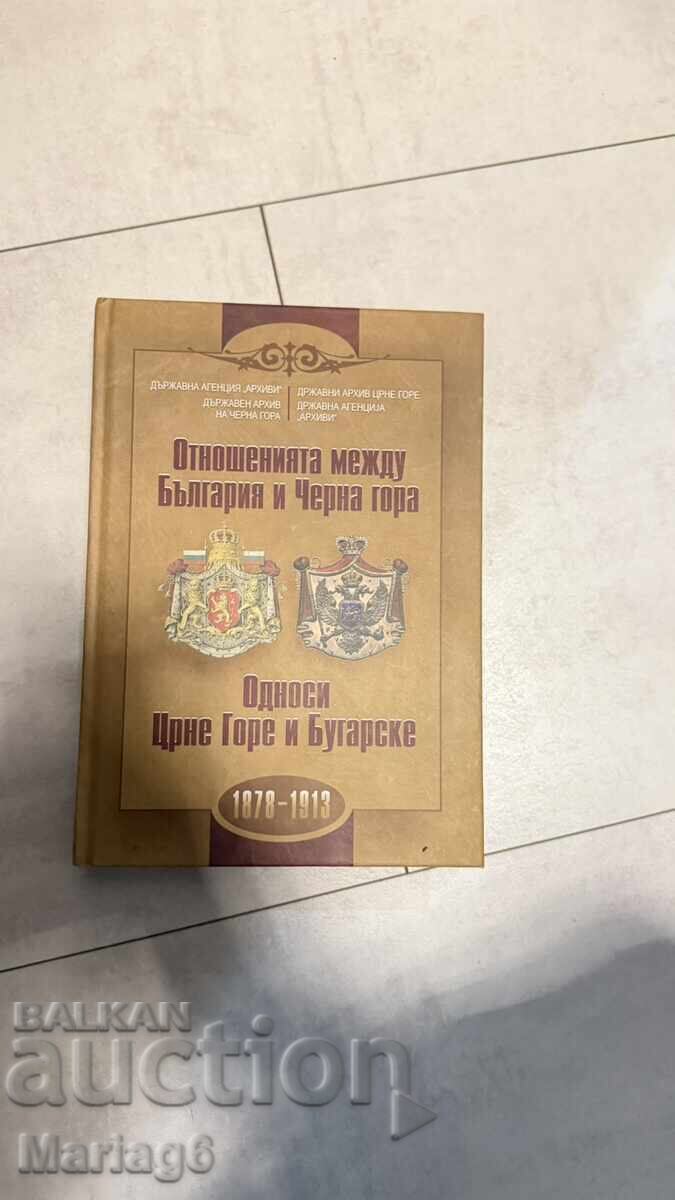 ДЪРЖАВНА АГЕНЦИЯ „АРХИВИ“
ДЪРЖАВЕН АРХИВ
НА ЧЕРНА ГОРА
ДРЖАВНИ АРХИВ ЦРНЕ ГОРЕ
ДРЖАВНА АГЕНЦИЈА
„АРХИВИ“
Отношенията между
България и Черна гора
Односи
Црне Горе и Бугарске
1878–1913
BALKAN
auction
Mariag6